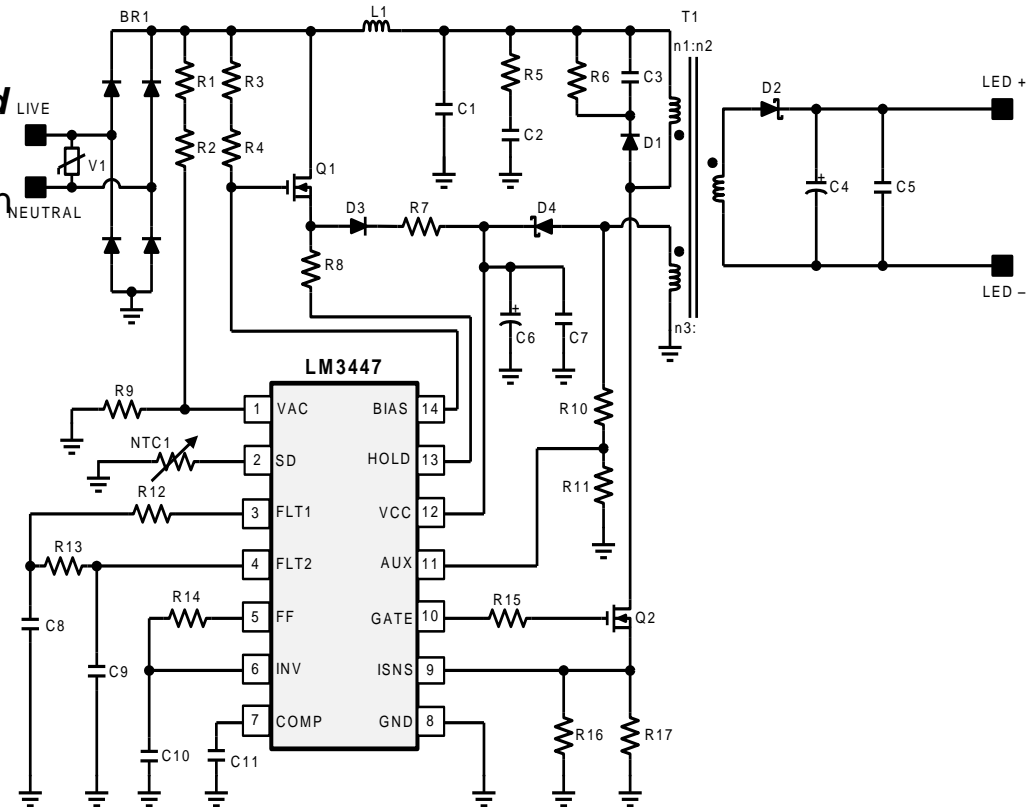 L1
T1
BR1
n1:n2
R1
R3
R5
R6
C3
D2
LED +
LIVE
C1
C2
D1
R2
R4
V1
Q1
+
C4
C5
NEUTRAL
D3
R7
D4
R8
LED –
+
C6
C7
n3:
LM3447
R9
1
VAC
BIAS
14
R10
NTC1
2
SD
HOLD
13
R11
R12
3
FLT1
VCC
12
R13
4
FLT2
AUX
11
R14
R15
5
FF
GATE
10
Q2
C8
C9
6
INV
ISNS
9
7
COMP
GND
8
R16
R17
C10
C11